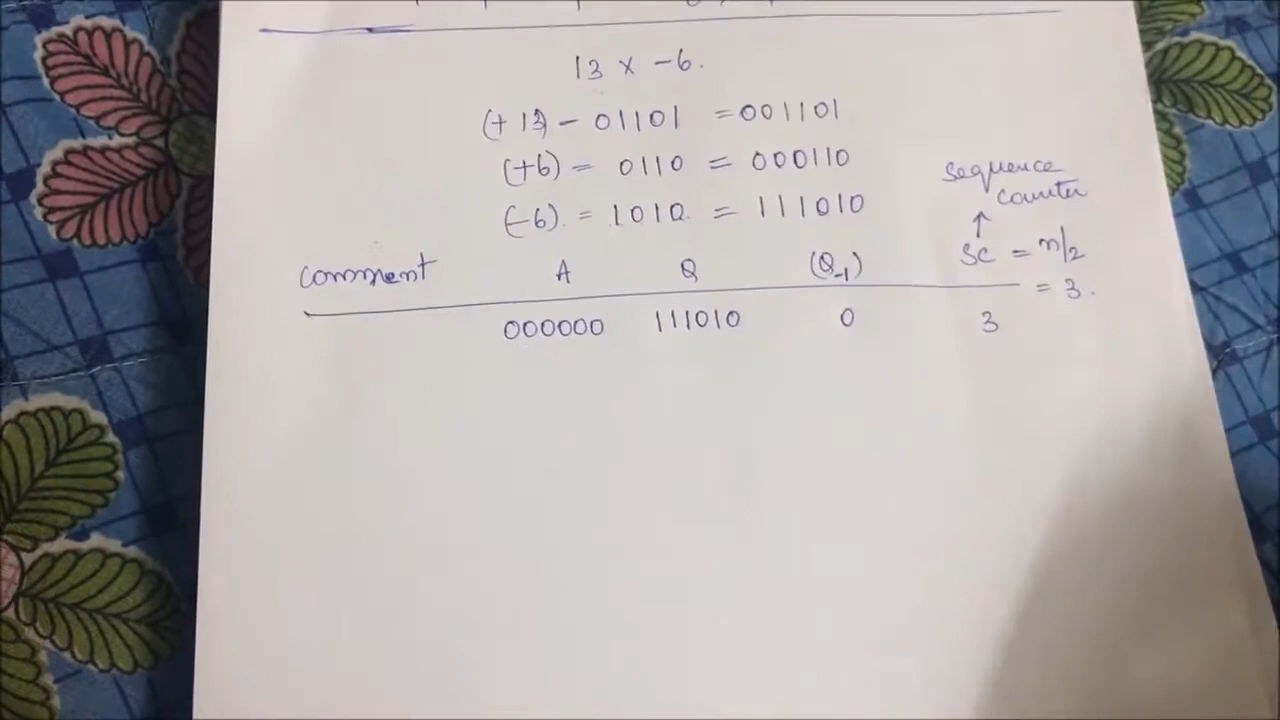 13 x -6.
(+13) - 01101 = 001101
(+6) = 0110 = 000110
(-6). = 1010. = 111010
sequence
counter
↑
comment A Q (Q-1) SC = n/2
= 3.
000000 111010 0 3